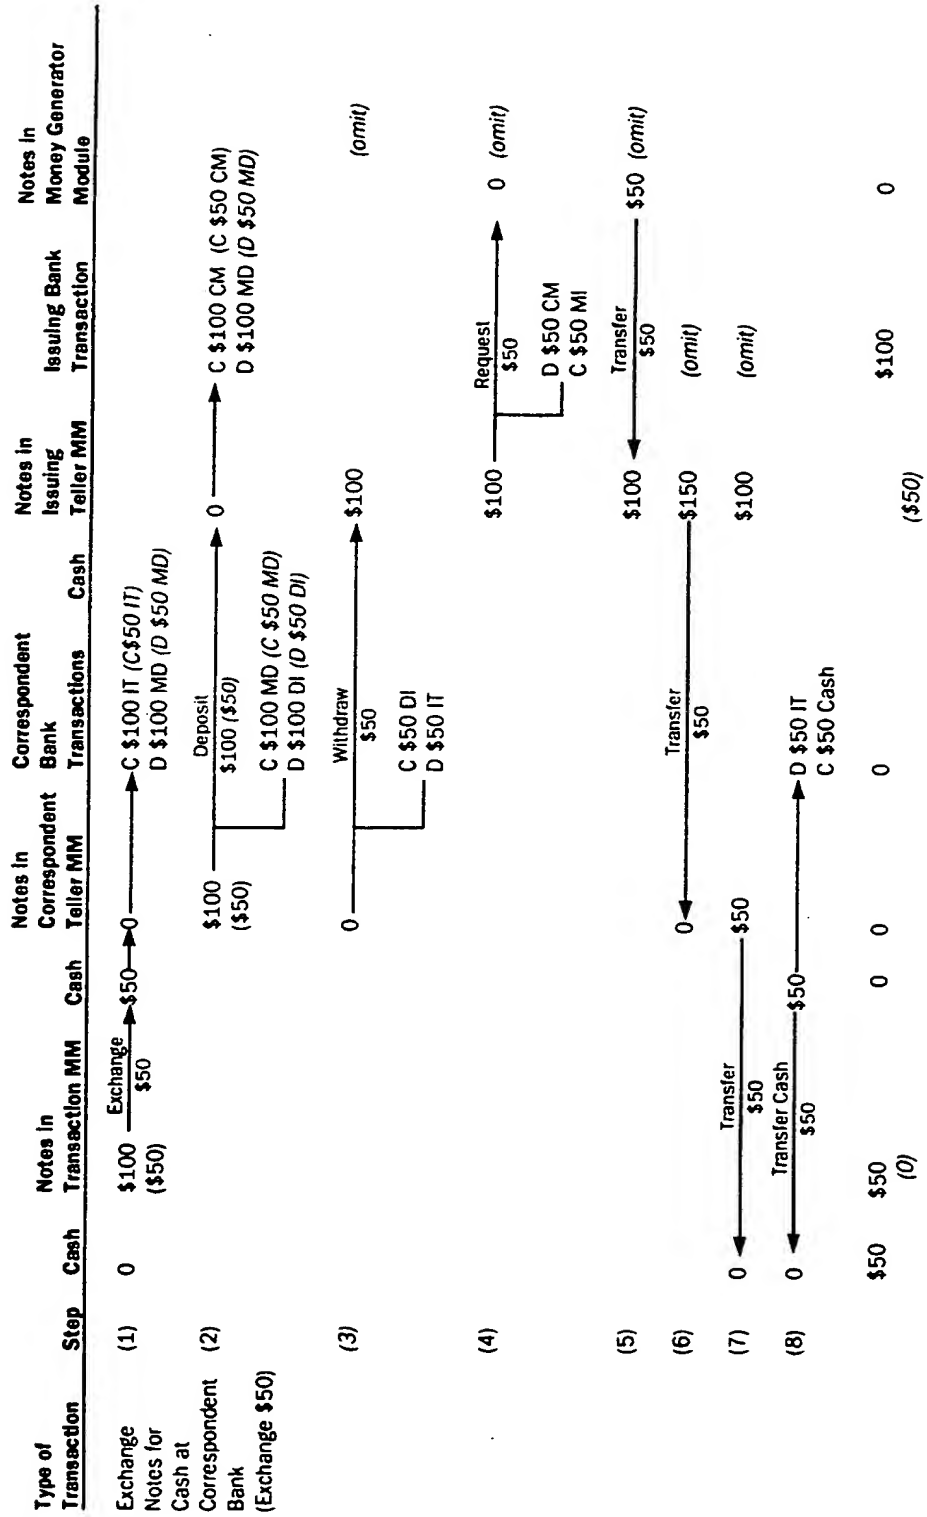 Type of Transaction Step Cash Notes In Transaction MM Cash Notes In Correspondent Teller MM Correspondent Bank Transactions Cash Notes In Issuing Teller MM Issuing Bank Transaction Notes In Money Generator Module
Exchange Notes for Cash at Correspondent Bank (Exchange $50)
(1) 0 $100 ($50) Exchange $50 $50 0 C $100 IT (C$50 IT)
D $100 MD (D $50 MD)
(2) $100 ($50) Deposit $100 ($50) 0 C $100 CM (C $50 CM)
D $100 MD (D $50 MD)
C $100 MD (C $50 MD)
D $100 DI (D $50 DI)
(3) 0 Withdraw $50 $100 (omit)
C $50 DI
D $50 IT
(4) $100 Request $50 0 (omit)
D $50 CM
C $50 MI
(5) $100 Transfer $50 $50 (omit)
(6) 0 Transfer $50 $150 (omit)
(7) 0 Transfer $50 $50 $100 (omit)
(8) 0 Transfer Cash $50 $50 D $50 IT
C $50 Cash
$50 $50 0 0 0 $100 0
(0) ($50)